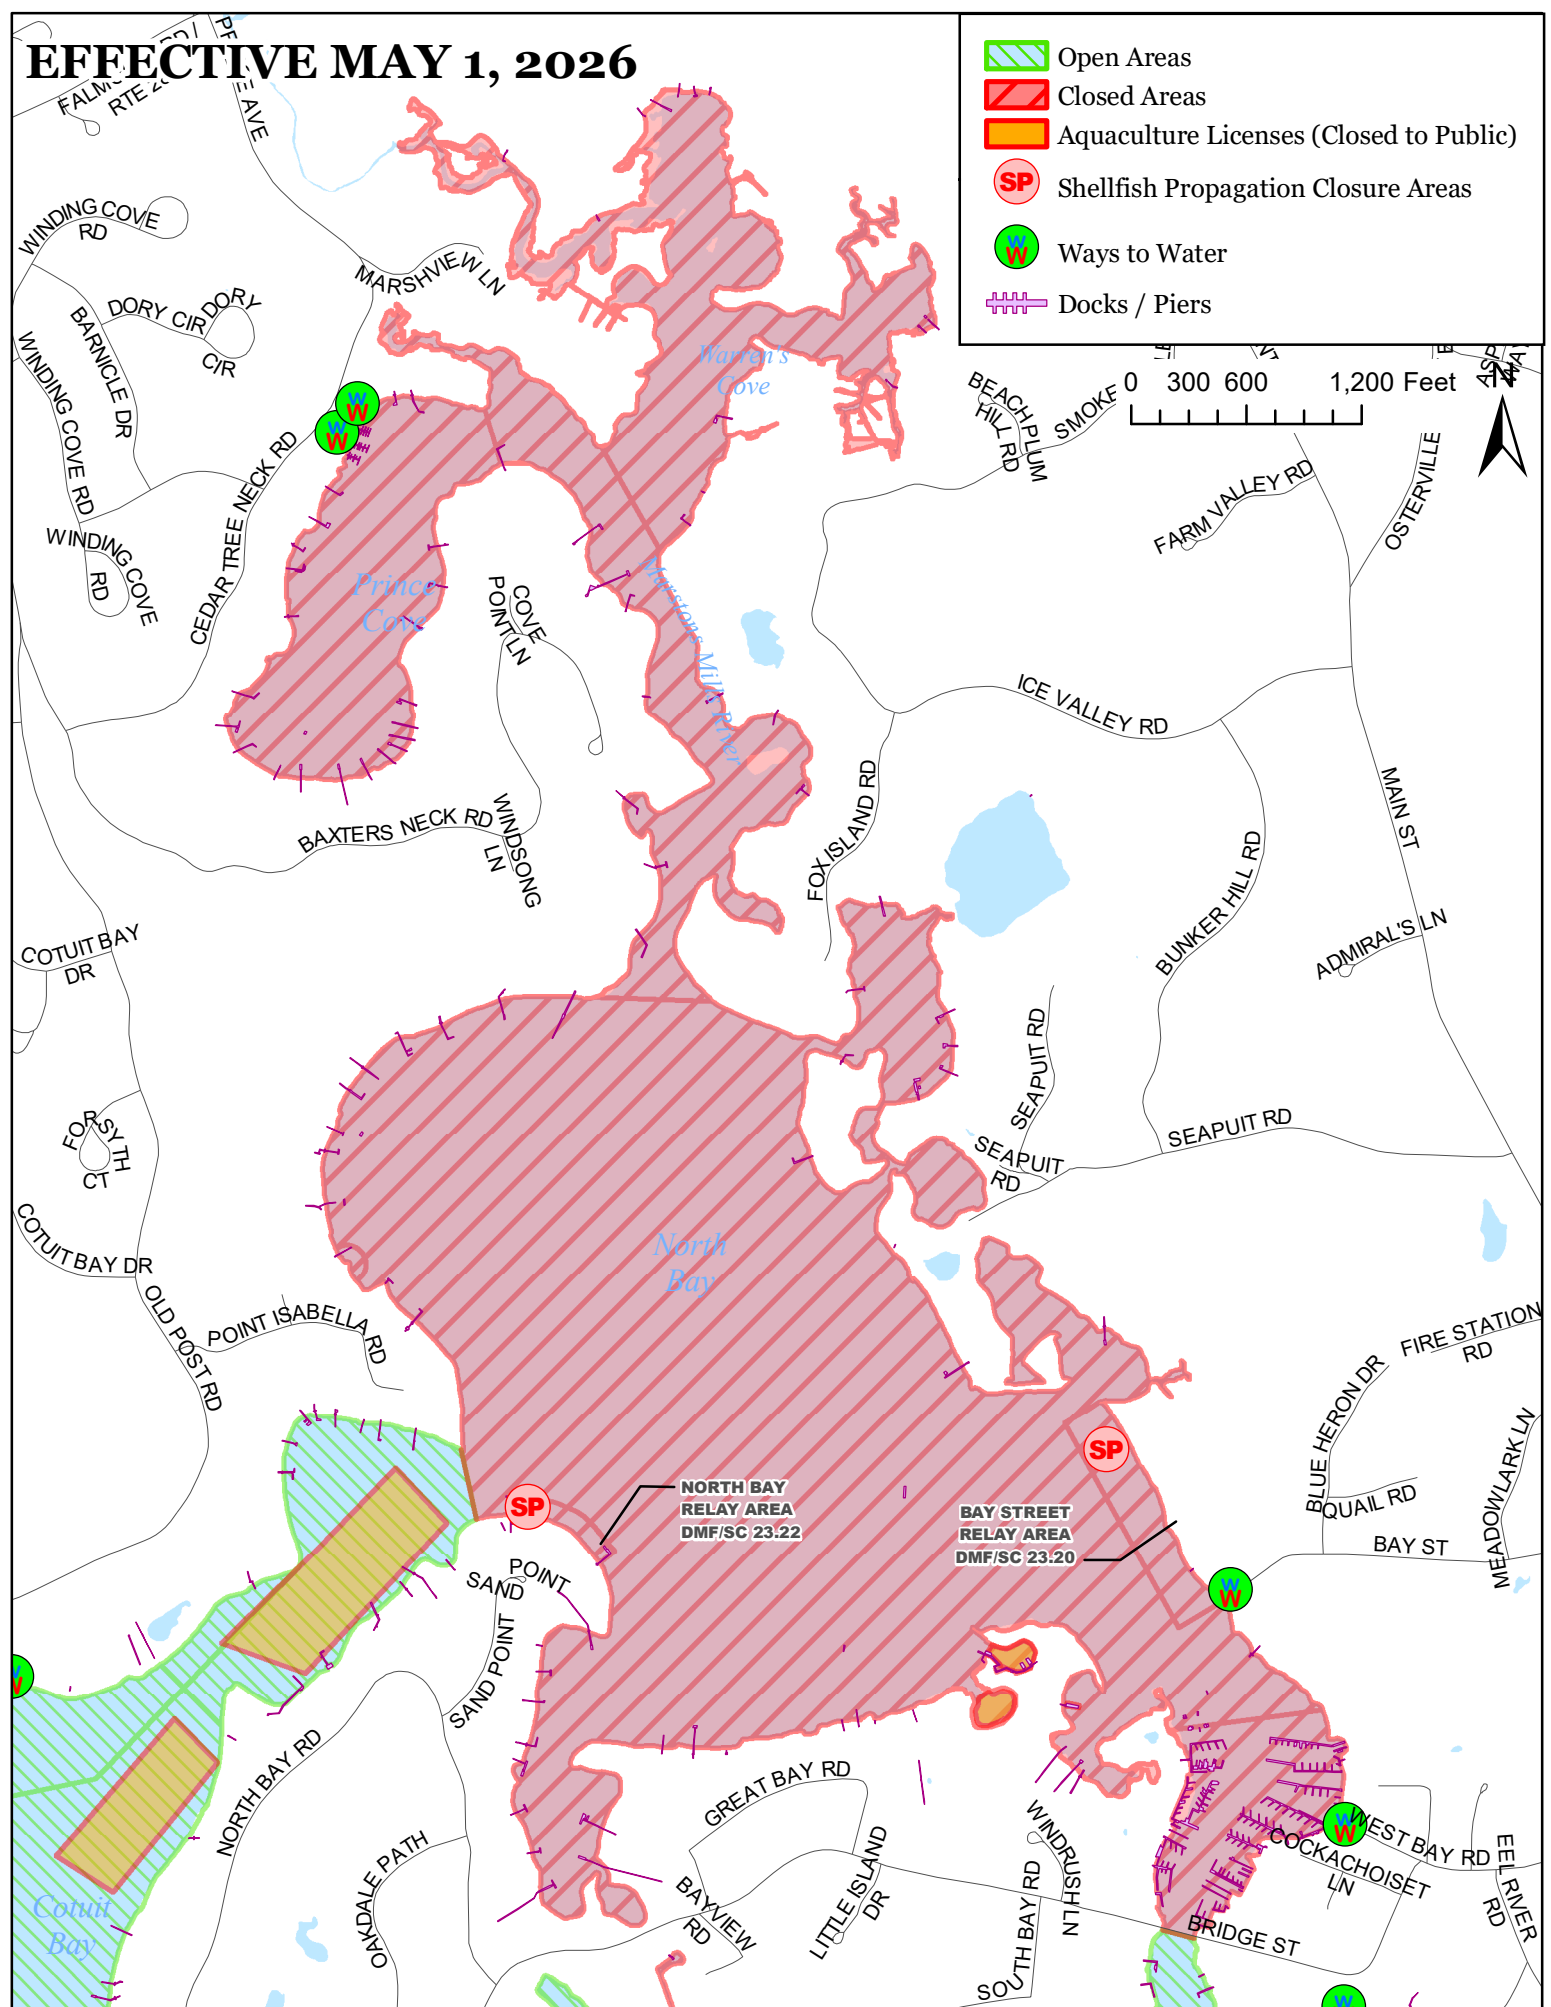 EFFECTIVE MAY 1, 2026
Open Areas
Closed Areas
Aquaculture Licenses (Closed to Public)
SP
Shellfish Propagation Closure Areas
W
W
Ways to Water
Docks / Piers
0 300 600 1,200 Feet
N
AVE
WINDING COVE
RD
MARSHVIEW LN
DORY CIR
DORY
CIR
BARNICLE DR
WINDING COVE RD
WINDING COVE
RD
CEDAR TREE NECK RD
W
W
W
W
Warren's
Cove
BEACHPLUM
HILL RD
SMOKE
FARM VALLEY RD
OSTERVILLE
Prince
Cove
COVE
POINT LN
Marstons Mills River
ICE VALLEY RD
MAIN ST
FOX ISLAND RD
BAXTERS NECK RD
WINDSONG
LN
BUNKER HILL RD
ADMIRAL'S LN
COTUIT BAY
DR
SEAPUIT RD
SEAPUIT RD
SEAPUIT
RD
FORSYTH
CT
COTUIT BAY DR
OLD POST RD
POINT ISABELLA RD
North
Bay
FIRE STATION
RD
BLUE HERON DR
MEADOWLARK LN
QUAIL RD
BAY ST
SP
SP
NORTH BAY
RELAY AREA
DMF/SC 23.22
BAY STREET
RELAY AREA
DMF/SC 23.20
SAND
POINT
SAND POINT
W
W
NORTH BAY RD
GREAT BAY RD
OAKDALE PATH
LITTLE ISLAND
DR
BAYVIEW
RD
WINDRUSH LN
SOUTH BAY RD
W
W
WEST BAY RD
COCKACHOISET
LN
EEL RIVER
RD
BRIDGE ST
Cotuit
Bay
W